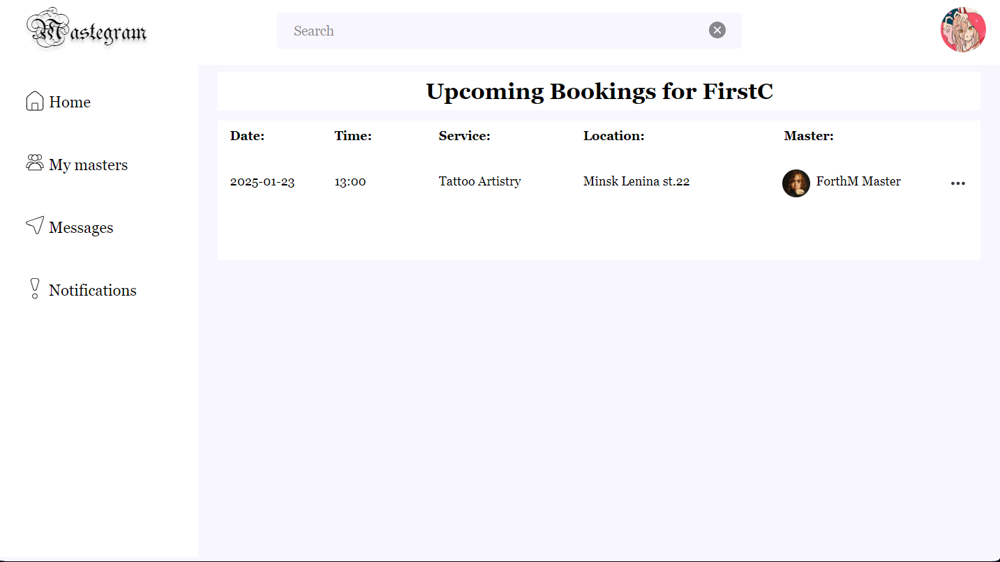 Mastegram
Search
Home
My masters
Messages
Notifications
Upcoming Bookings for FirstC
Date: Time: Service: Location: Master:
2025-01-23 13:00 Tattoo Artistry Minsk Lenina st.22 ForthM Master